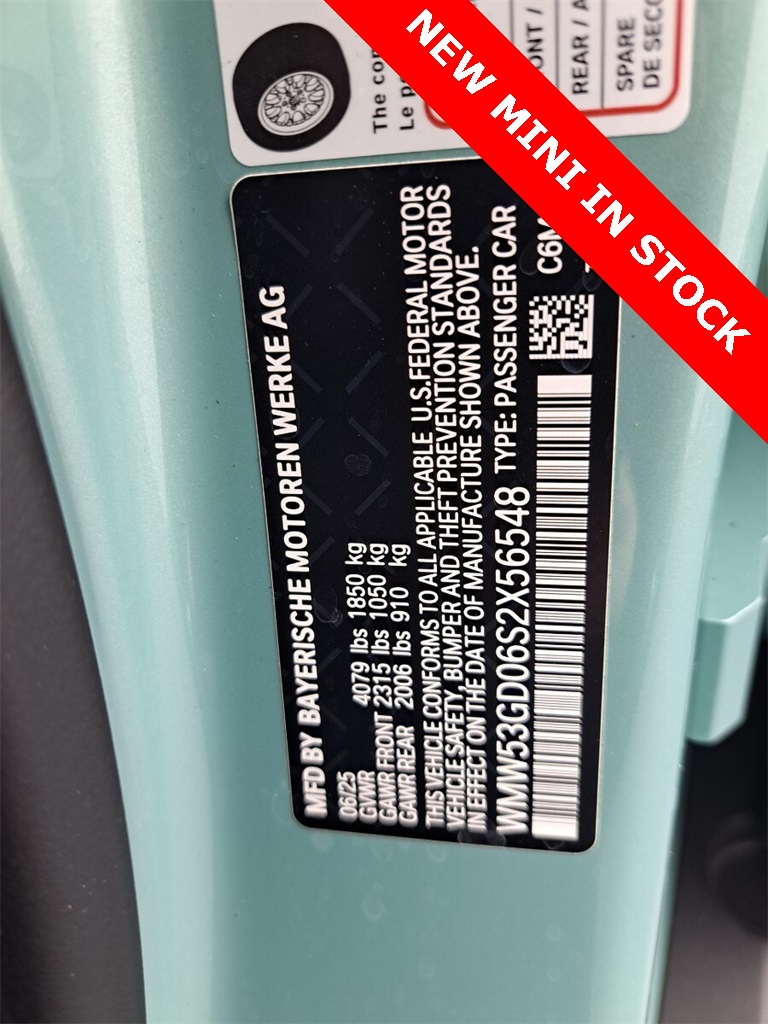 NEW MINI IN STOCK
The
Le
REAR /
SPARE
MFD BY BAYERISCHE MOTOREN WERKE AG
06/25
GVWR 4079 lbs 1850 kg
GAWR FRONT 2315 lbs 1050 kg
GAWR REAR 2006 lbs 910 kg
THIS VEHICLE CONFORMS TO ALL APPLICABLE U.S. FEDERAL MOTOR
VEHICLE SAFETY, BUMPER AND THEFT PREVENTION STANDARDS
IN EFFECT ON THE DATE OF MANUFACTURE SHOWN ABOVE.
WMW53GD06S2X56548 TYPE: PASSENGER CAR